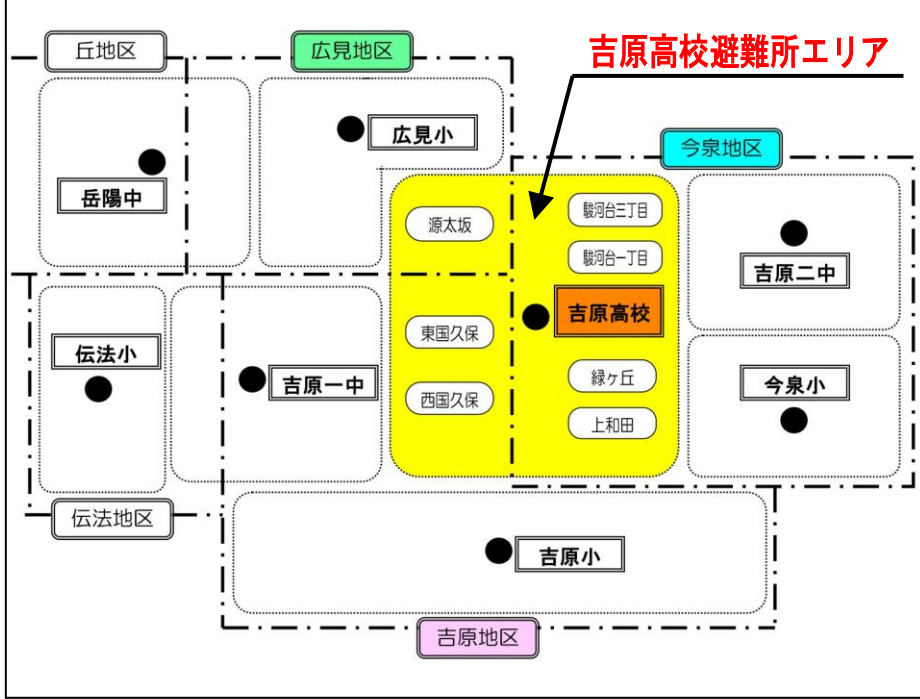 吉原高校避難所エリア
丘地区
広見地区
広見小
今泉地区
岳陽中
源太坂
駿河台三丁目
駿河台一丁目
吉原二中
吉原高校
東国久保
伝法小
吉原一中
西国久保
緑ヶ丘
今泉小
上和田
伝法地区
吉原小
吉原地区